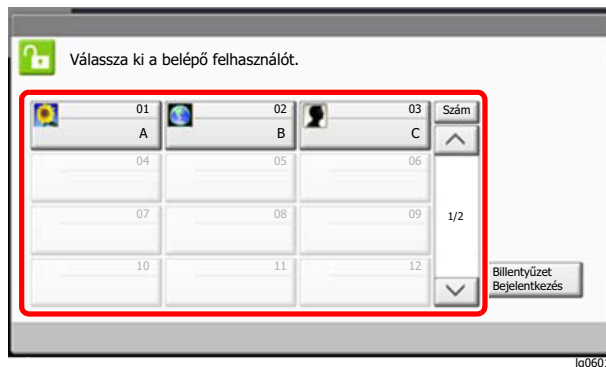 Válassza ki a belépő felhasználót.
01 02 03 Szám
A B C
04 05 06
07 08 09 1/2
10 11 12
Billentyűzet
Bejelentkezés
lg0601